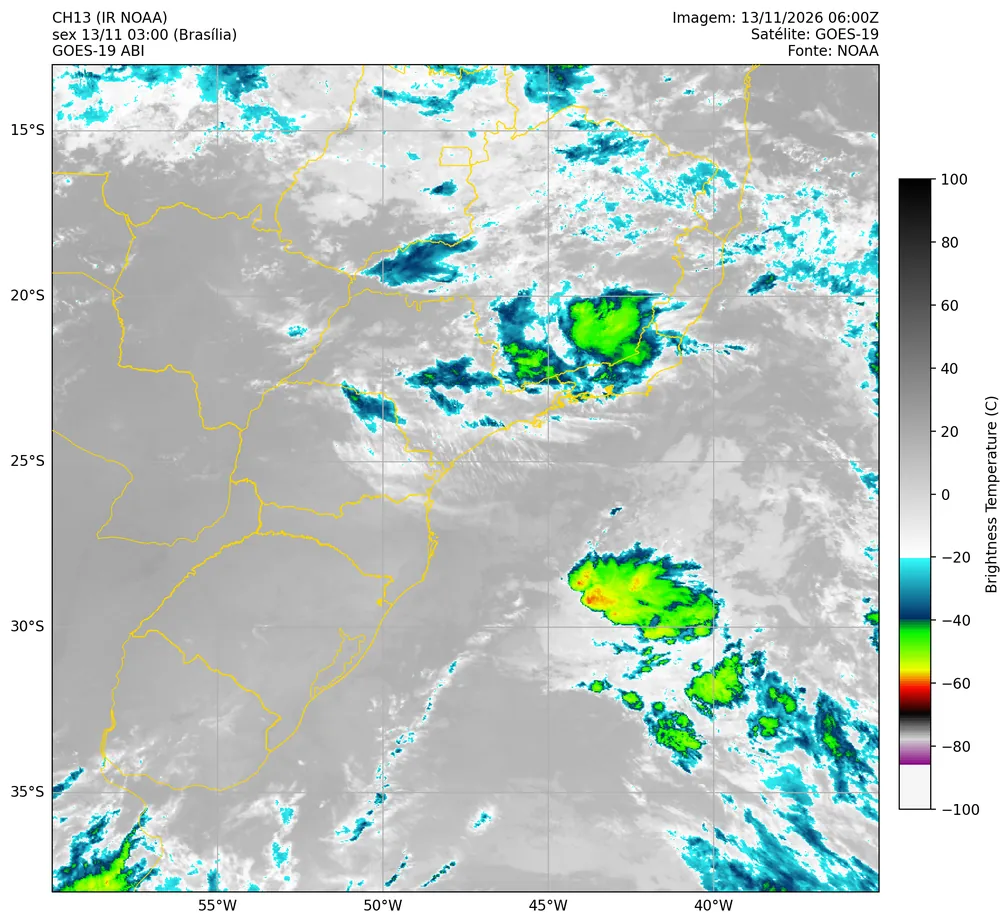 CH13 (IR NOAA)
sex 13/11 03:00 (Brasília)
GOES-19 ABI
Imagem: 13/11/2026 06:00Z
Satélite: GOES-19
Fonte: NOAA
15°S
20°S
25°S
30°S
35°S
55°W
50°W
45°W
40°W
100
80
60
40
20
0
−20
−40
−60
−80
−100
Brightness Temperature (C)